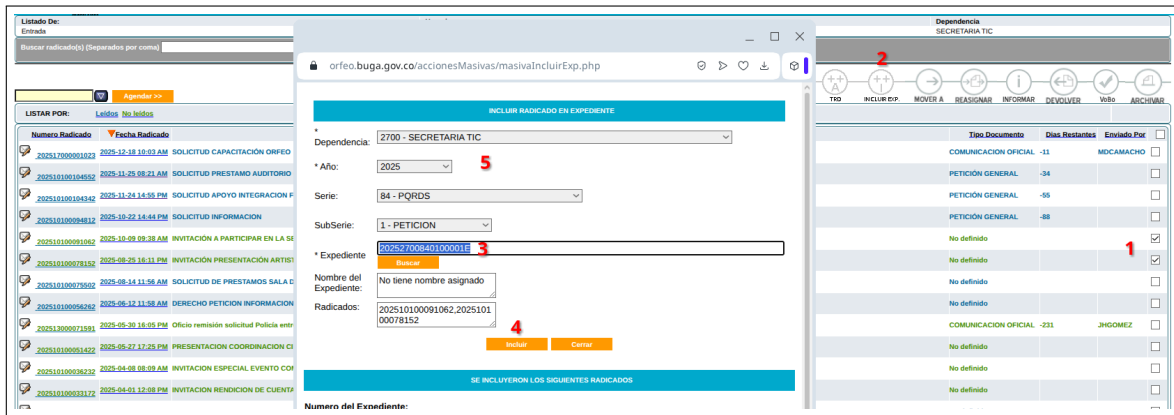 Listado De:
Entrada
Dependencia
SECRETARIA TIC
Buscar radicado(s) (Separados por coma)
2
TRD
INCLUIR EXP.
MOVER A
REASIGNAR
INFORMAR
DEVOLVER
VoBo
ARCHIVAR
Agendar >>
LISTAR POR: Leídos No leídos
Numero Radicado Fecha Radicado
Tipo Documento Dias Restantes Enviado Por
202517000001023 2025-12-18 10:03 AM SOLICITUD CAPACITACIÓN ORFEO
COMUNICACION OFICIAL -11 MDCAMACHO
202510100104552 2025-11-25 08:21 AM SOLICITUD PRESTAMO AUDITORIO
PETICIÓN GENERAL -34
202510100104342 2025-11-24 14:55 PM SOLICITUD APOYO INTEGRACION F
PETICIÓN GENERAL -55
202510100094812 2025-10-22 14:44 PM SOLICITUD INFORMACION
PETICIÓN GENERAL -88
202510100091062 2025-10-09 09:38 AM INVITACIÓN A PARTICIPAR EN LA SE
No definido
1
202510100078152 2025-08-25 16:11 PM INVITACIÓN PRESENTACIÓN ARTIST
No definido
202510100075502 2025-08-14 11:56 AM SOLICITUD DE PRESTAMOS SALA D
No definido
202510100056262 2025-06-12 11:58 AM DERECHO PETICION INFORMACION
No definido
202513000071591 2025-05-30 16:05 PM Oficio remisión solicitud Policía entr
COMUNICACION OFICIAL -231 JHGOMEZ
202510100051422 2025-05-27 17:25 PM PRESENTACION COORDINACION CI
No definido
202510100036232 2025-04-08 08:09 AM INVITACION ESPECIAL EVENTO CO
No definido
202510100033172 2025-04-01 12:08 PM INVITACION RENDICION DE CUENTA
No definido
orfeo.buga.gov.co/accionesMasivas/masivaIncluirExp.php
INCLUIR RADICADO EN EXPEDIENTE
*
Dependencia: 2700 - SECRETARIA TIC
* Año: 2025
5
Serie: 84 - PQRDS
SubSerie: 1 - PETICION
* Expediente 20252700840100001E 3
Buscar
Nombre del
Expediente: No tiene nombre asignado
Radicados: 202510100091062,2025101
00078152
4
Incluir Cerrar
SE INCLUYERON LOS SIGUIENTES RADICADOS
Numero del Expediente: